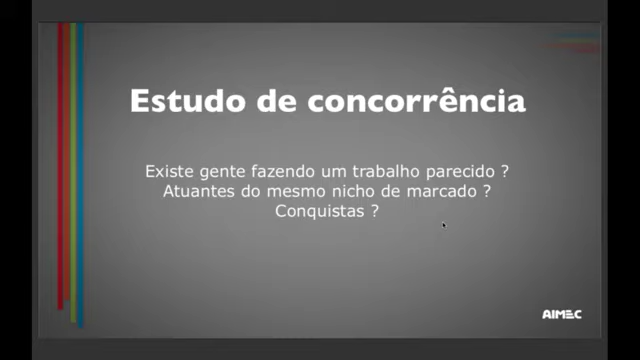 Estudo de concorrência
Existe gente fazendo um trabalho parecido ?
Atuantes do mesmo nicho de marcado ?
Conquistas ?
AIMEC